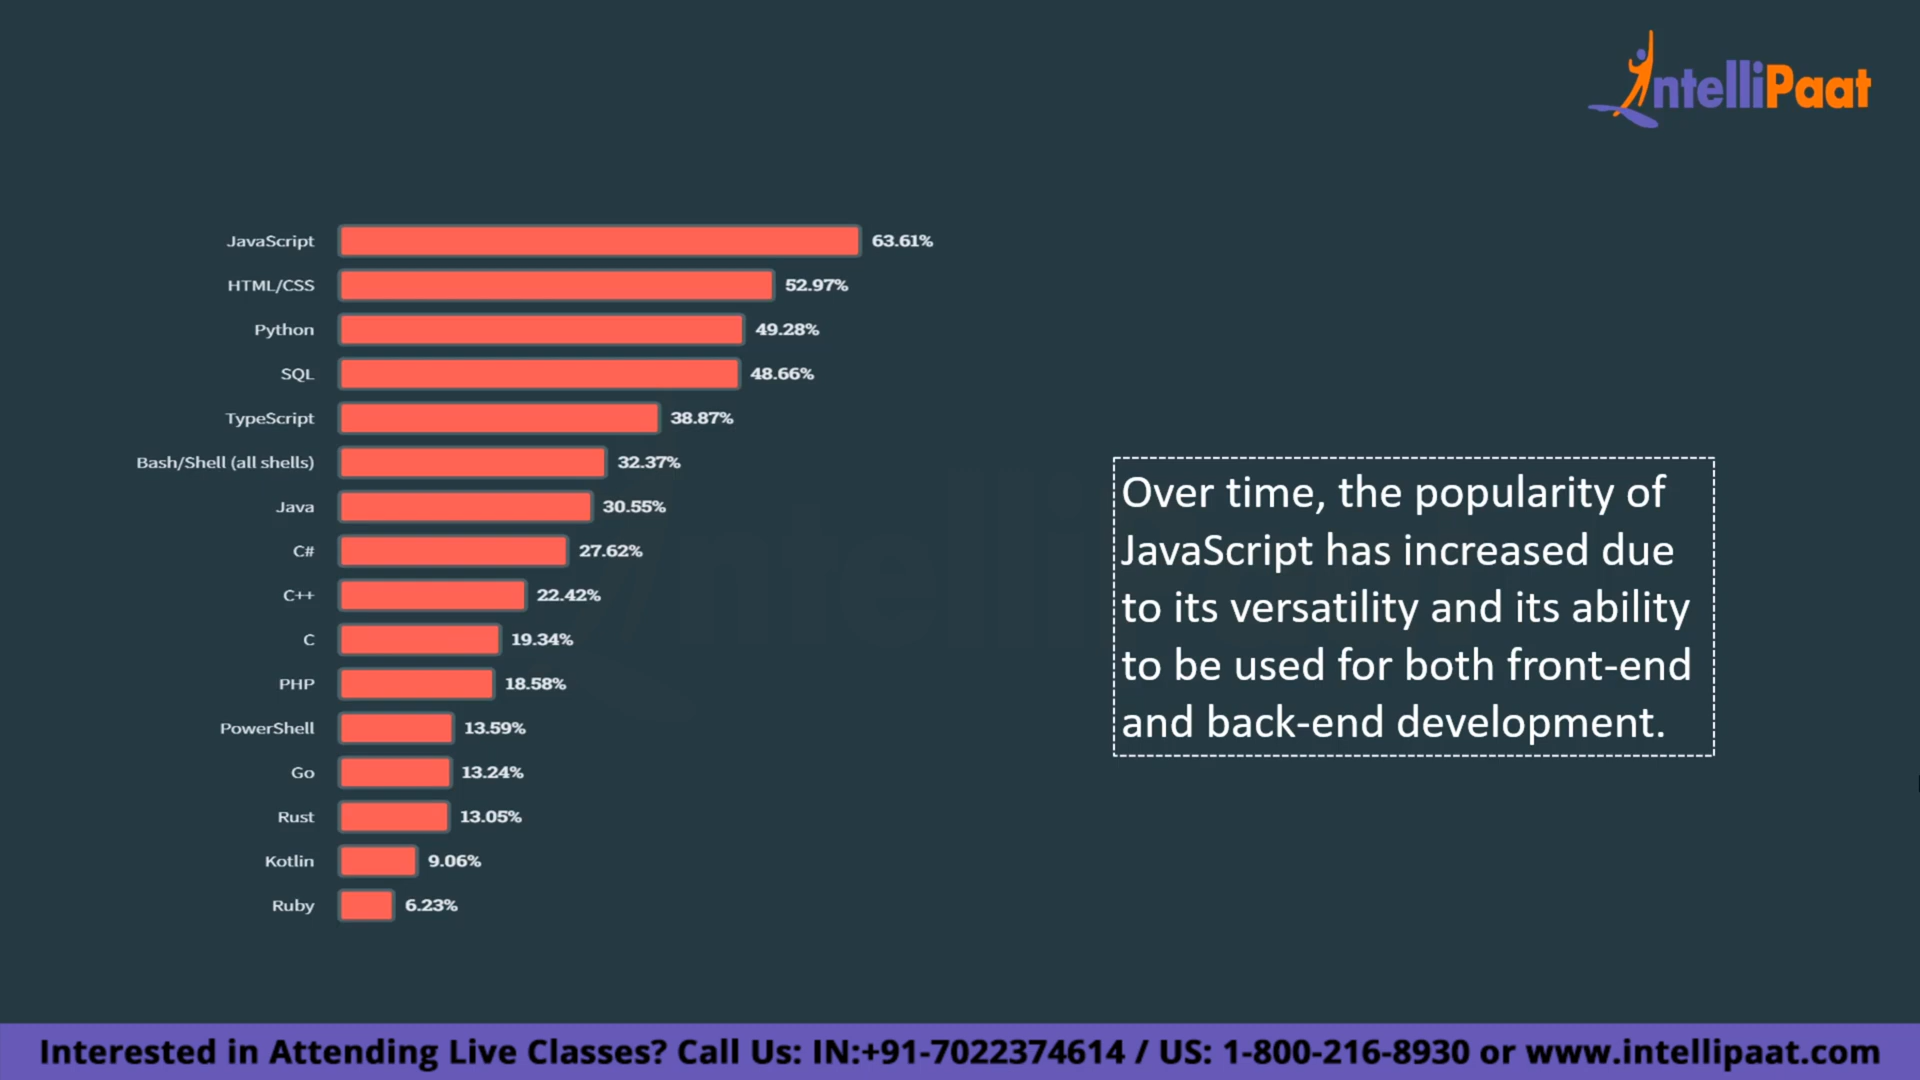 IntelliPaat
JavaScript 63.61%
HTML/CSS 52.97%
Python 49.28%
SQL 48.66%
TypeScript 38.87%
Bash/Shell (all shells) 32.37%
Java 30.55%
C# 27.62%
C++ 22.42%
C 19.34%
PHP 18.58%
PowerShell 13.59%
Go 13.24%
Rust 13.05%
Kotlin 9.06%
Ruby 6.23%
Over time, the popularity of
JavaScript has increased due
to its versatility and its ability
to be used for both front-end
and back-end development.
Interested in Attending Live Classes? Call Us: IN:+91-7022374614 / US: 1-800-216-8930 or www.intellipaat.com